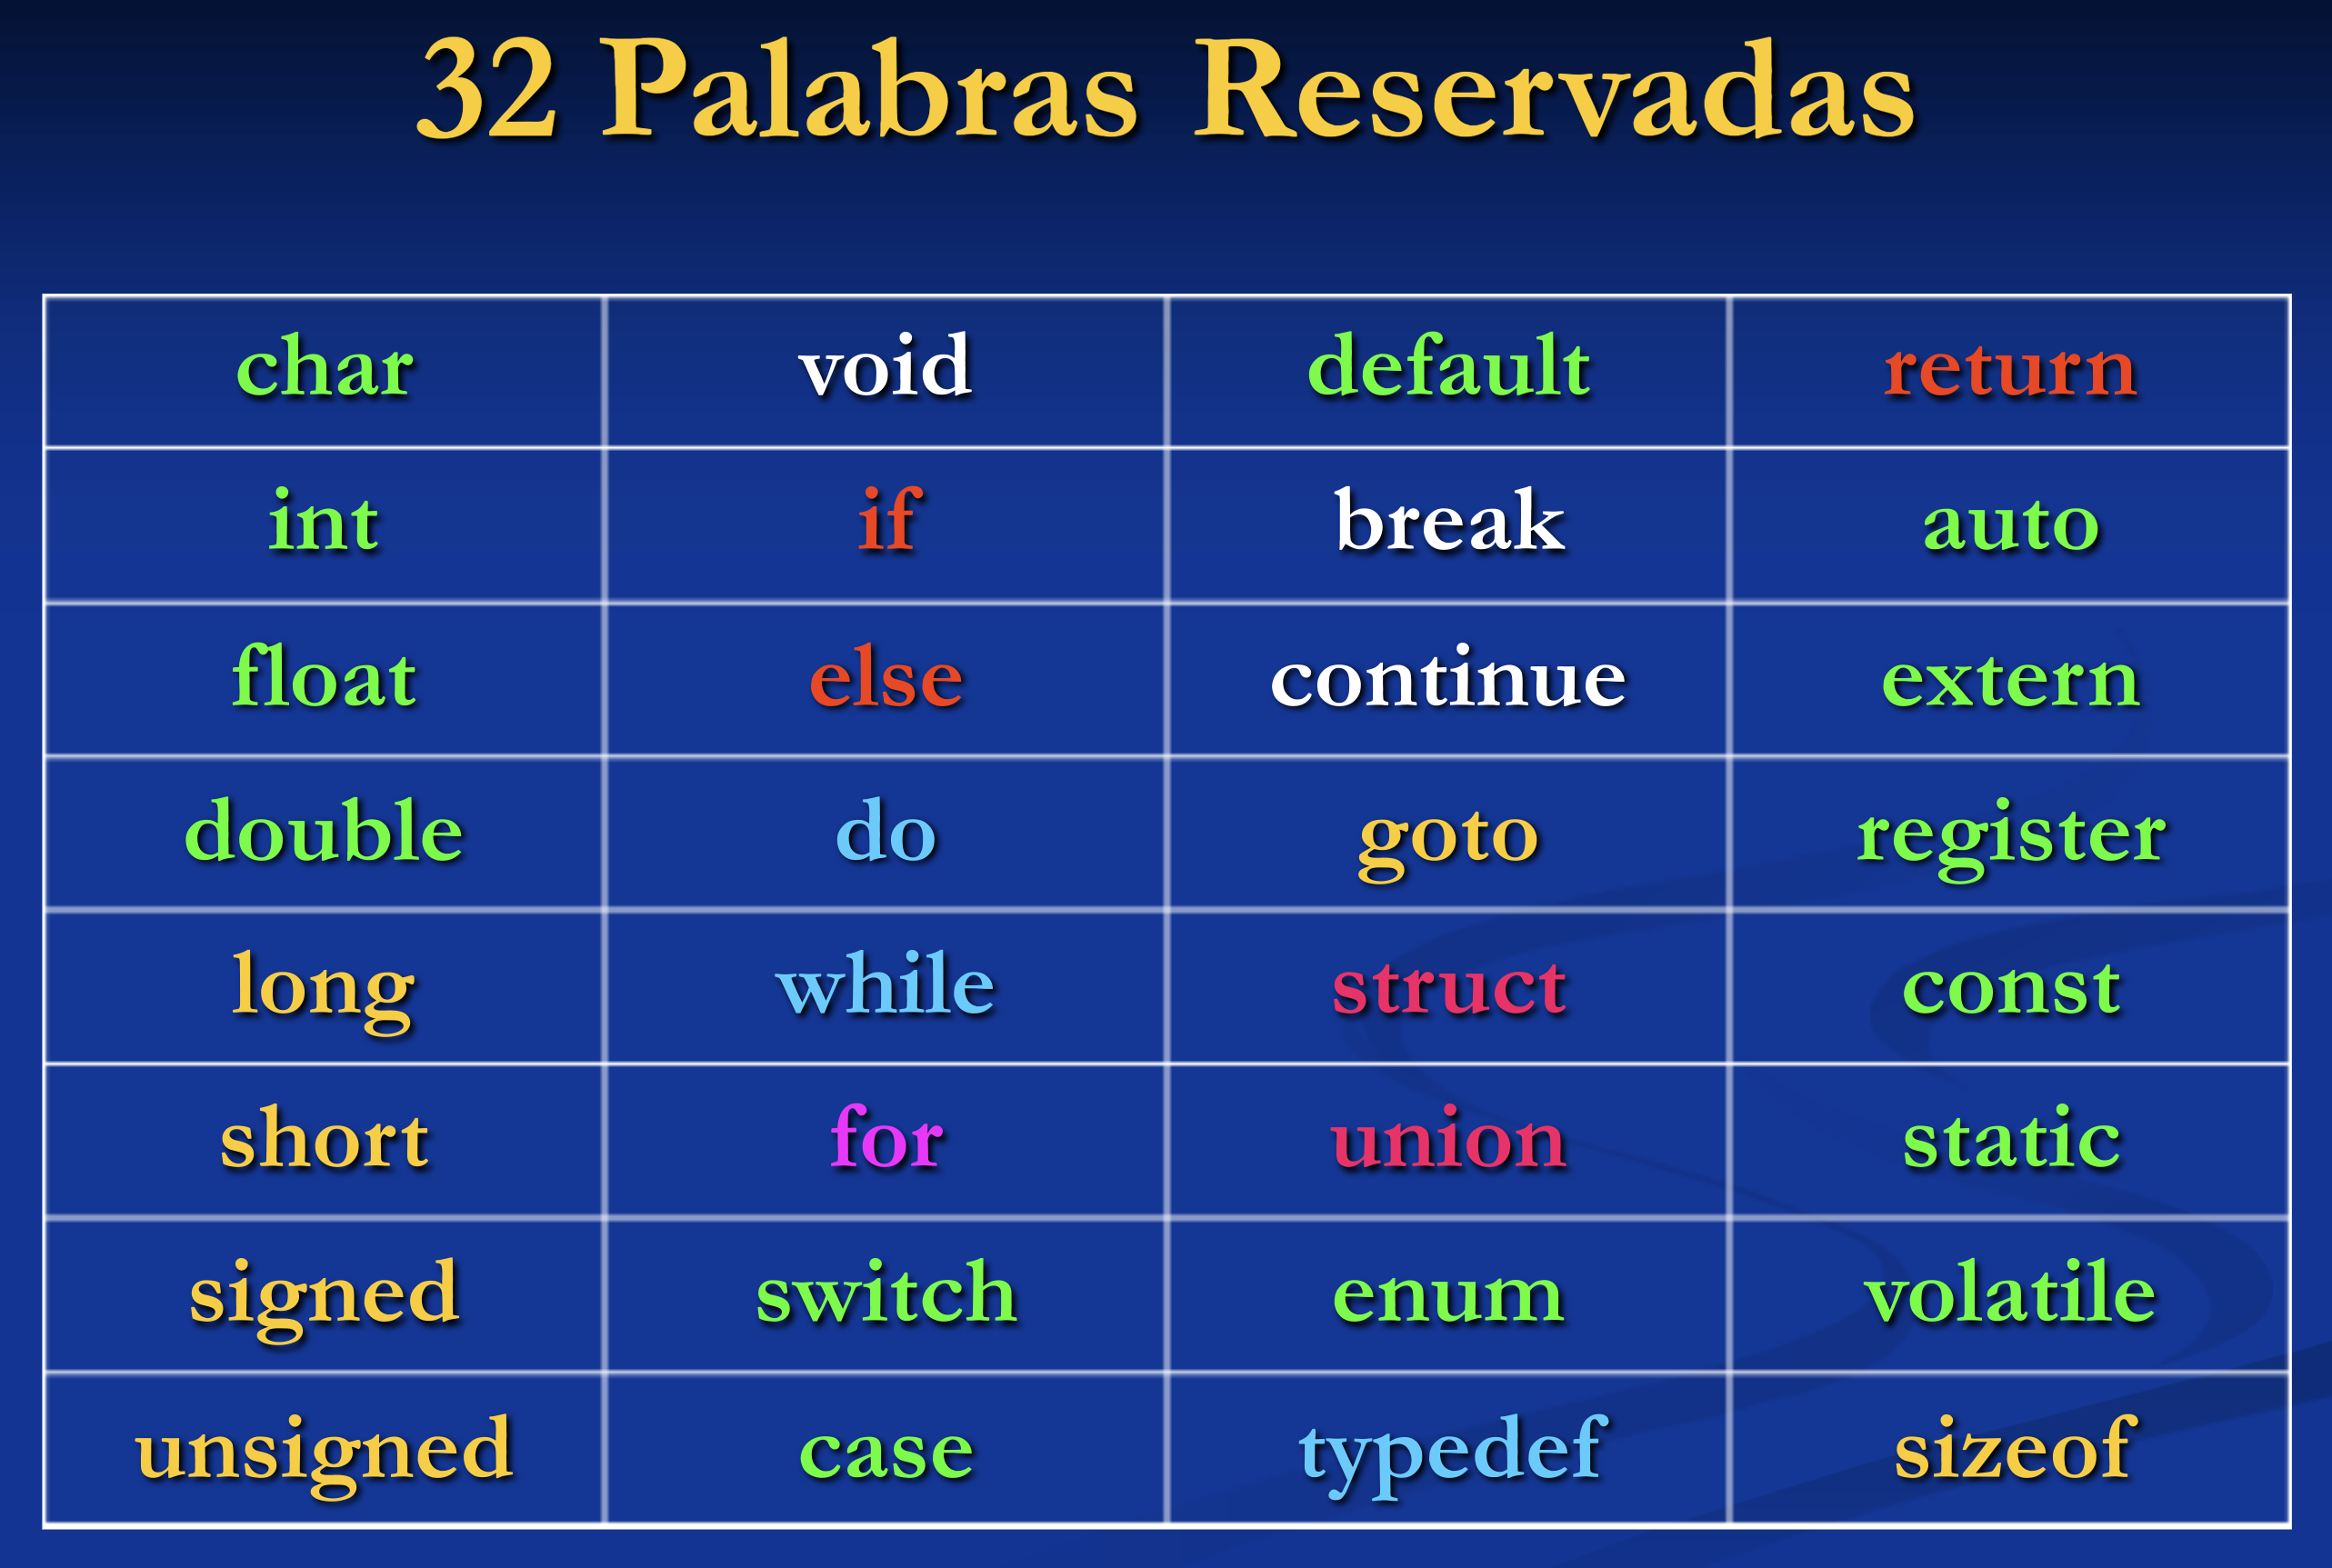 32 Palabras Reservadas
char void default return
int if break auto
float else continue extern
double do goto register
long while struct const
short for union static
signed switch enum volatile
unsigned case typedef sizeof